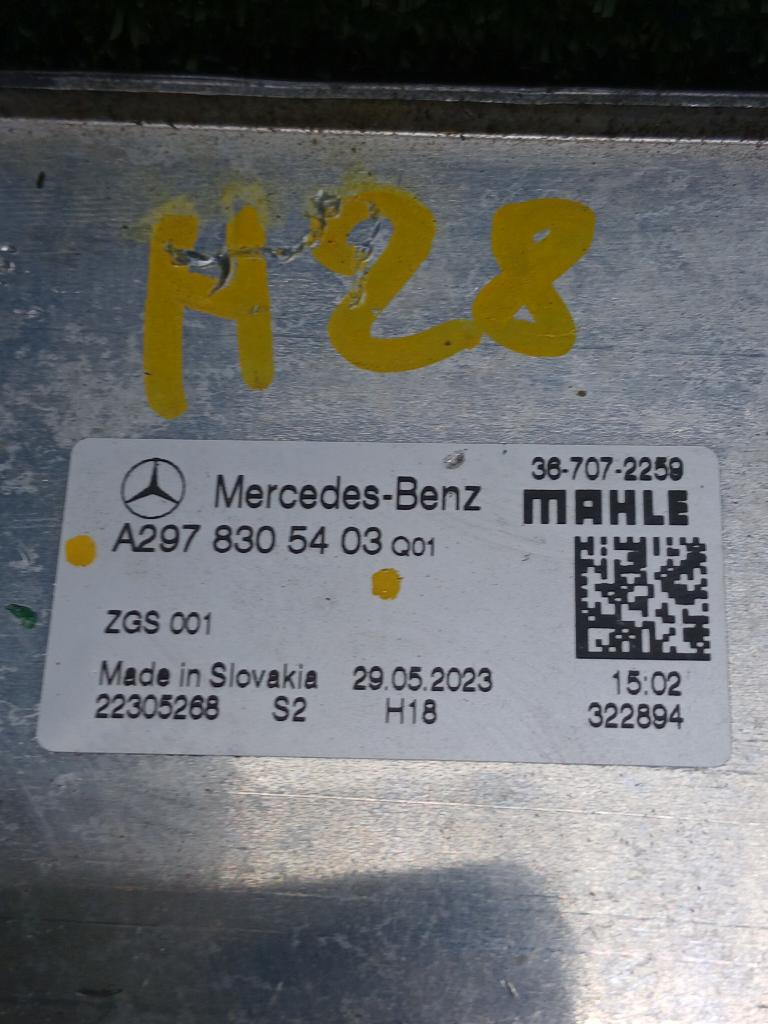 H28
Mercedes-Benz
36-707-2259
MAHLE
A297 830 54 03 Q01
ZGS 001
Made in Slovakia 29.05.2023 15:02
22305268 S2 H18 322894